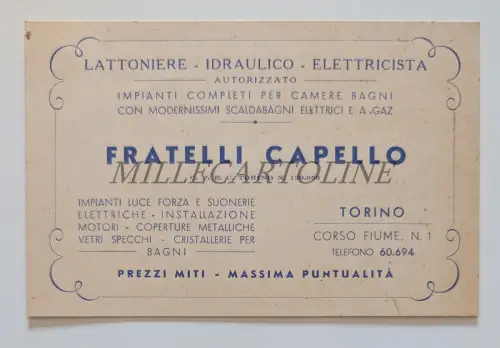 LATTONIERE - IDRAULICO - ELETTRICISTA
AUTORIZZATO
IMPIANTI COMPLETI PER CAMERE BAGNI
CON MODERNISSIMI SCALDABAGNI ELETTRICI E A GAZ
FRATELLI CAPELLO
MILLECARTOLINE
TORINO N.
IMPIANTI LUCE FORZA E SUONERIE
ELETTRICHE - INSTALLAZIONE
MOTORI - COPERTURE METALLICHE
VETRI SPECCHI - CRISTALLERIE PER
BAGNI
TORINO
CORSO FIUME, N. 1
TELEFONO 60.694
PREZZI MITI - MASSIMA PUNTUALITÀ